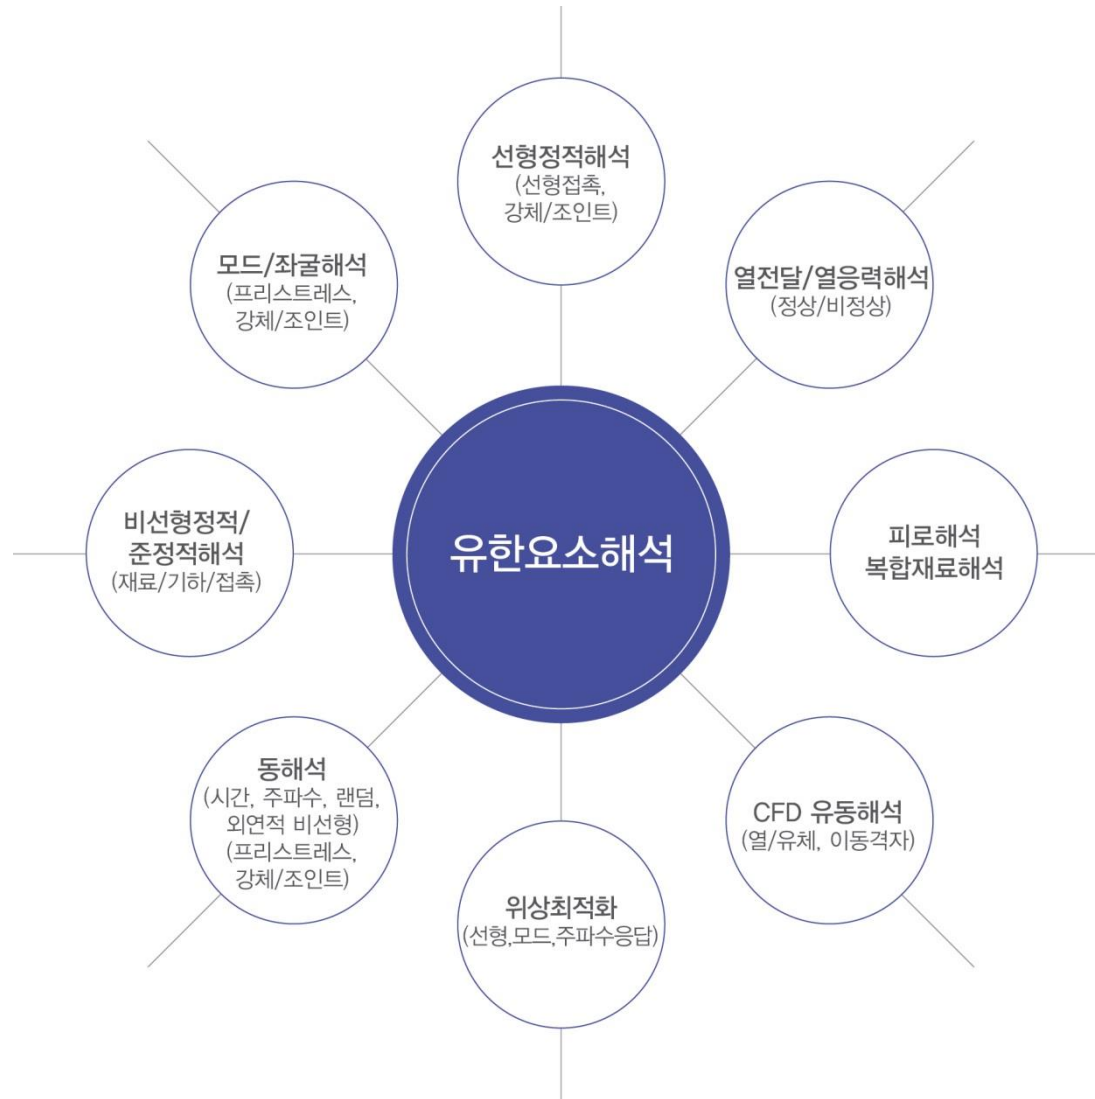 선형정적해석
(선형접촉,
강체/조인트)
모드/좌굴해석
(프리스트레스,
강체/조인트)
열전달/열응력해석
(정상/비정상)
비선형정적/
준정적해석
(재료/기하/접촉)
유한요소해석
피로해석
복합재료해석
동해석
(시간, 주파수, 랜덤,
외연적 비선형)
(프리스트레스,
강체/조인트)
CFD 유동해석
(열/유체, 이동격자)
위상최적화
(선형,모드,주파수응답)